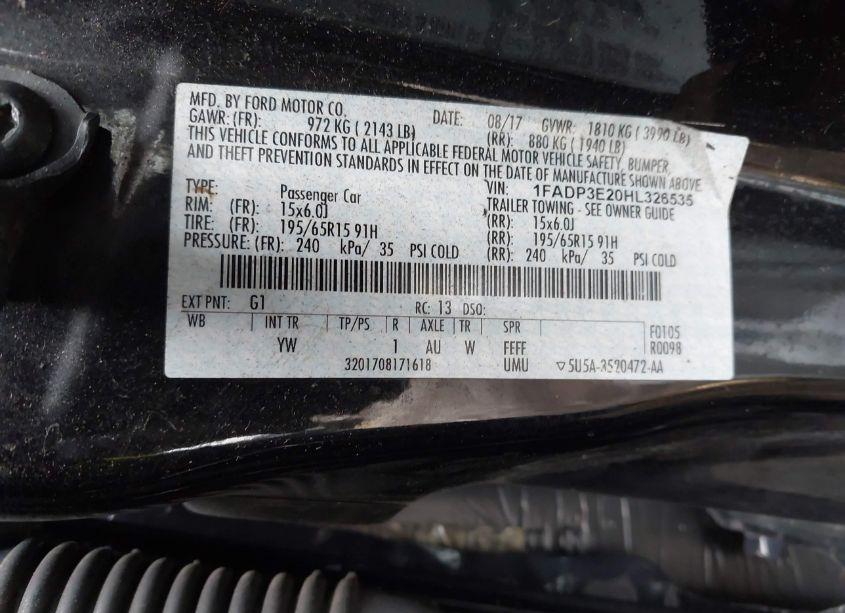 MFD. BY FORD MOTOR CO. DATE: 08/17 GVWR: 1810 KG ( 3990 LB)
GAWR: (FR): 972 KG ( 2143 LB) (RR): 880 KG ( 1940 LB)
THIS VEHICLE CONFORMS TO ALL APPLICABLE FEDERAL MOTOR VEHICLE SAFETY, BUMPER,
AND THEFT PREVENTION STANDARDS IN EFFECT ON THE DATE OF MANUFACTURE SHOWN ABOVE.
VIN: 1FADP3E20HL326535
TYPE: Passenger Car TRAILER TOWING - SEE OWNER GUIDE
RIM: (FR): 15x6.0J (RR): 15x6.0J
TIRE: (FR): 195/65R15 91H (RR): 195/65R15 91H
PRESSURE: (FR): 240 kPa/ 35 PSI COLD (RR): 240 kPa/ 35 PSI COLD
EXT PNT: G1 RC: 13 DSO:
WB INT TR TP/PS R AXLE TR SPR F0105
YW 1 AU W FEFF R0098
3201708171618 UMU ▽5U5A-3520472-AA